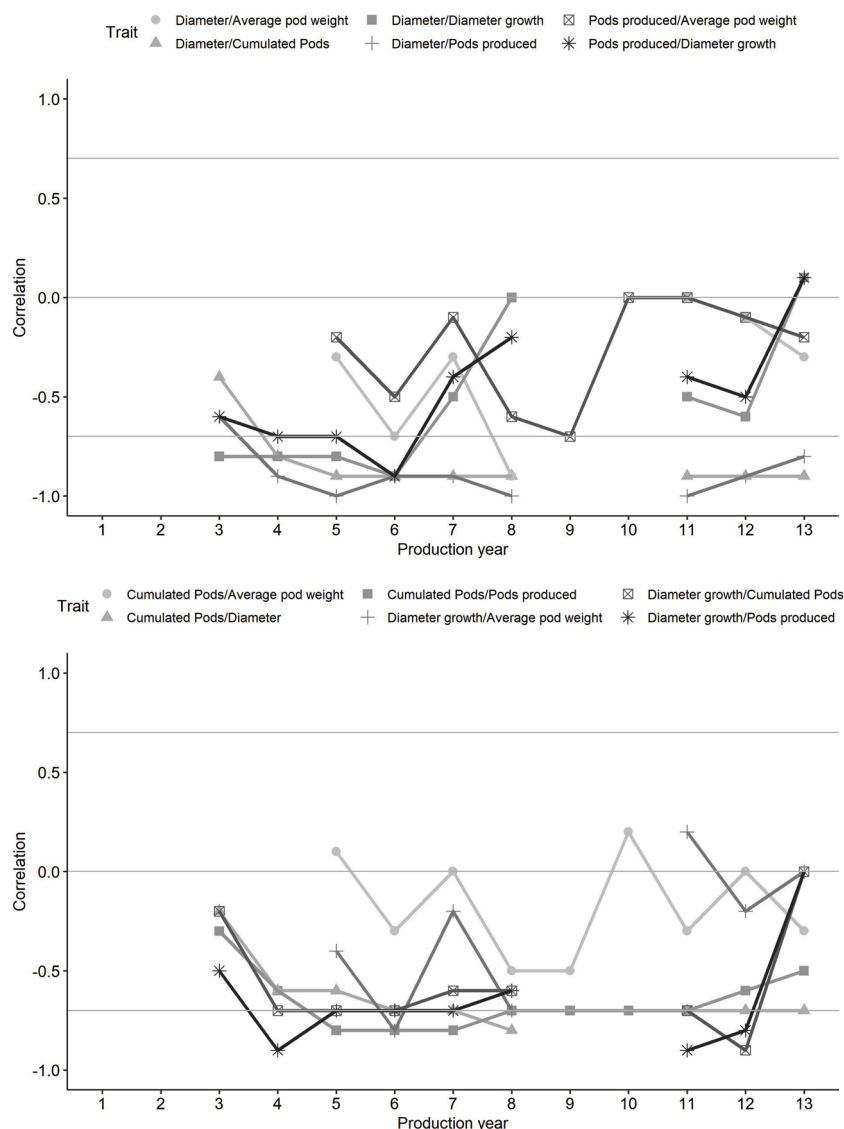 Trait
Diameter/Average pod weight Diameter/Diameter growth Pods produced/Average pod weight
Diameter/Cumulated Pods Diameter/Pods produced Pods produced/Diameter growth
1.0
0.5
0.0
-0.5
-1.0
Correlation
1 2 3 4 5 6 7 8 9 10 11 12 13
Production year
Trait
Cumulated Pods/Average pod weight Cumulated Pods/Pods produced Diameter growth/Cumulated Pods
Cumulated Pods/Diameter Diameter growth/Average pod weight Diameter growth/Pods produced
1.0
0.5
0.0
-0.5
-1.0
Correlation
1 2 3 4 5 6 7 8 9 10 11 12 13
Production year